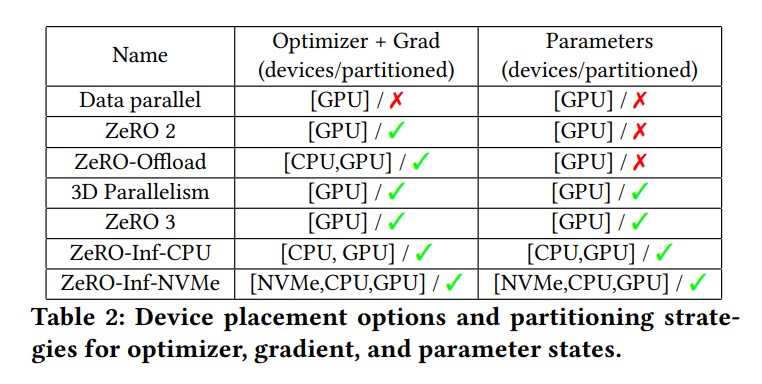 Name Optimizer + Grad (devices/partitioned) Parameters (devices/partitioned)
Data parallel [GPU] / ✗ [GPU] / ✗
ZeRO 2 [GPU] / ✓ [GPU] / ✗
ZeRO-Offload [CPU,GPU] / ✓ [GPU] / ✗
3D Parallelism [GPU] / ✓ [GPU] / ✓
ZeRO 3 [GPU] / ✓ [GPU] / ✓
ZeRO-Inf-CPU [CPU, GPU] / ✓ [CPU,GPU] / ✓
ZeRO-Inf-NVMe [NVMe,CPU,GPU] / ✓ [NVMe,CPU,GPU] / ✓
Table 2: Device placement options and partitioning strate-
gies for optimizer, gradient, and parameter states.